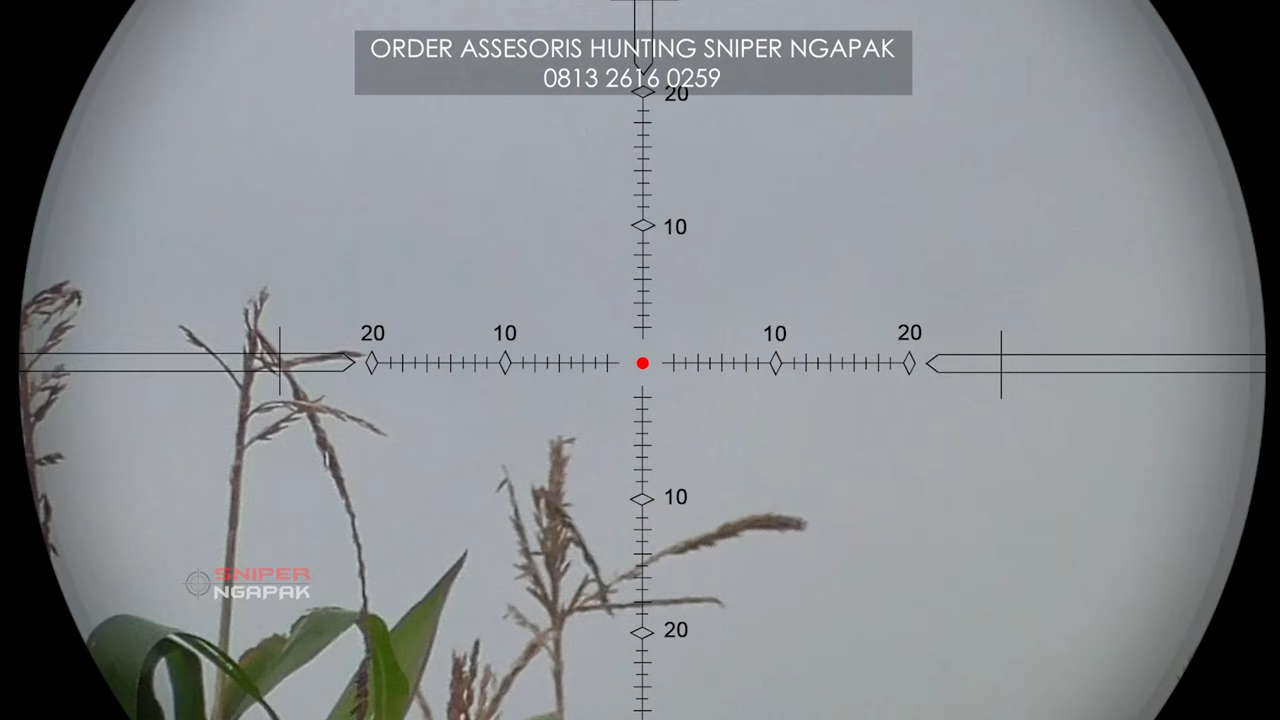 ORDER ASSESORIS HUNTING SNIPER NGAPAK
0813 2616 0259
20
10
20 10 10 20
10
20
SNIPER
NGAPAK